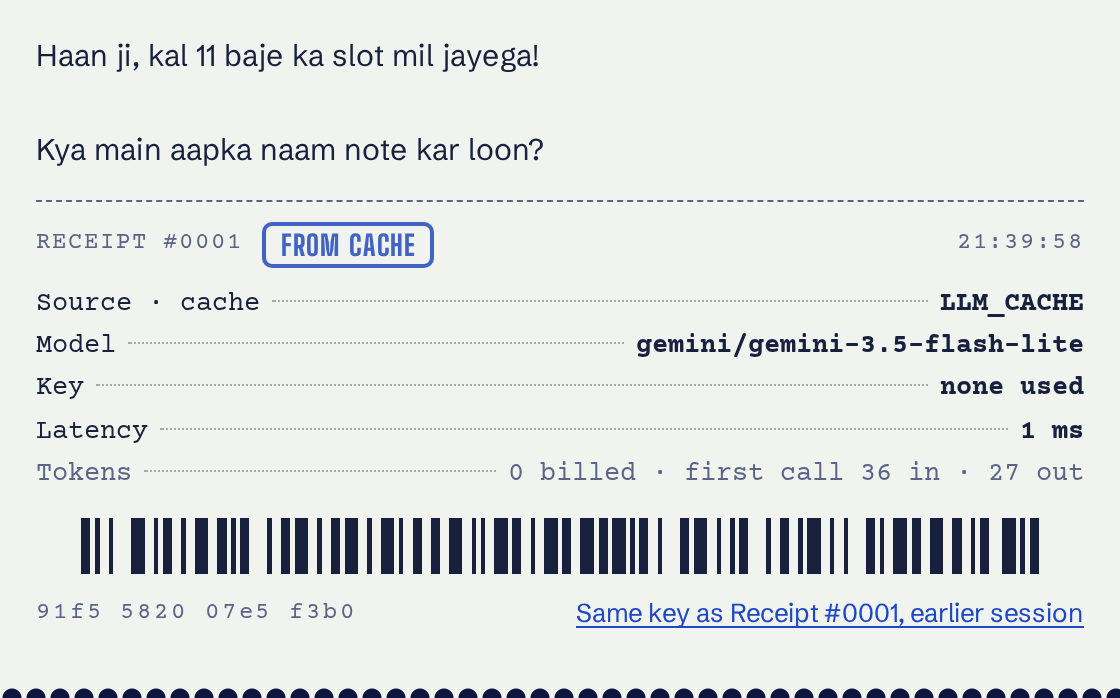 Haan ji, kal 11 baje ka slot mil jayega!
Kya main aapka naam note kar loon?
RECEIPT #0001 FROM CACHE 21:39:58
Source · cache LLM_CACHE
Model gemini/gemini-3.5-flash-lite
Key none used
Latency 1 ms
Tokens 0 billed · first call 36 in · 27 out
91f5 5820 07e5 f3b0 Same key as Receipt #0001, earlier session